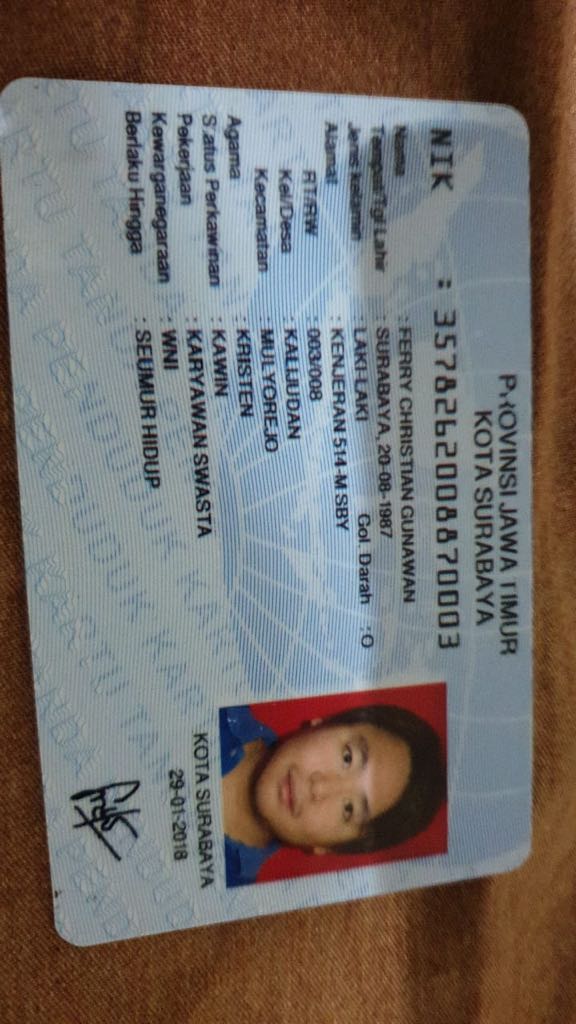 PROVINSI JAWA TIMUR
KOTA SURABAYA
NIK : 3578262008870003
Nama : FERRY CHRISTIAN GUNAWAN
Tempat/Tgl Lahir : SURABAYA, 20-08-1987
Jenis kelamin : LAKI-LAKI Gol. Darah : O
Alamat : KENJERAN 514-M SBY
RT/RW : 003/008
Kel/Desa : KALIJUDAN
Kecamatan : MULYOREJO
Agama : KRISTEN
Status Perkawinan : KAWIN
Pekerjaan : KARYAWAN SWASTA
Kewarganegaraan : WNI
Berlaku Hingga : SEUMUR HIDUP
KOTA SURABAYA
29-01-2018